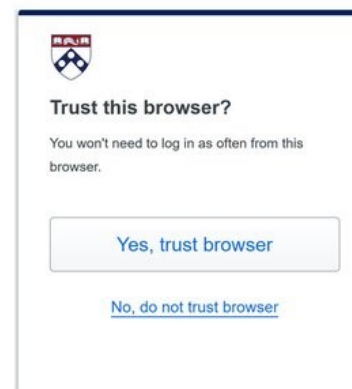 Trust this browser?
You won't need to log in as often from this
browser.
Yes, trust browser
No, do not trust browser